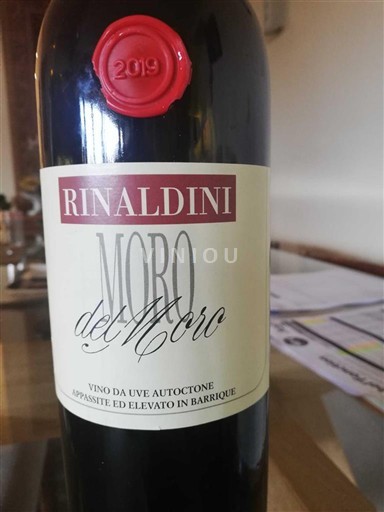 2019
RINALDINI
MORO
VINIOU
del Moro
VINO DA UVE AUTOCTONE
APPASSITE ED ELEVATO IN BARRIQUE